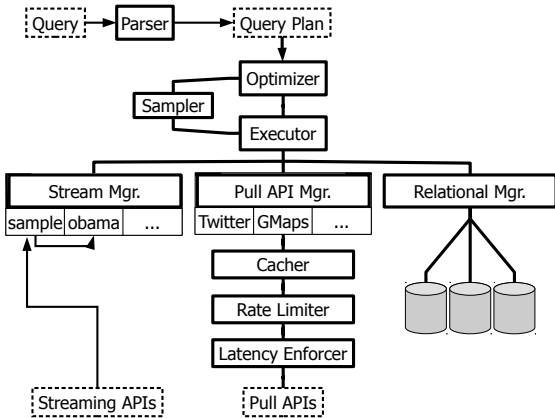 Query Parser Query Plan
Optimizer
Sampler
Executor
Stream Mgr. Pull API Mgr. Relational Mgr.
sample obama ... Twitter GMaps ...
Cacher
Rate Limiter
Latency Enforcer
Streaming APIs Pull APIs